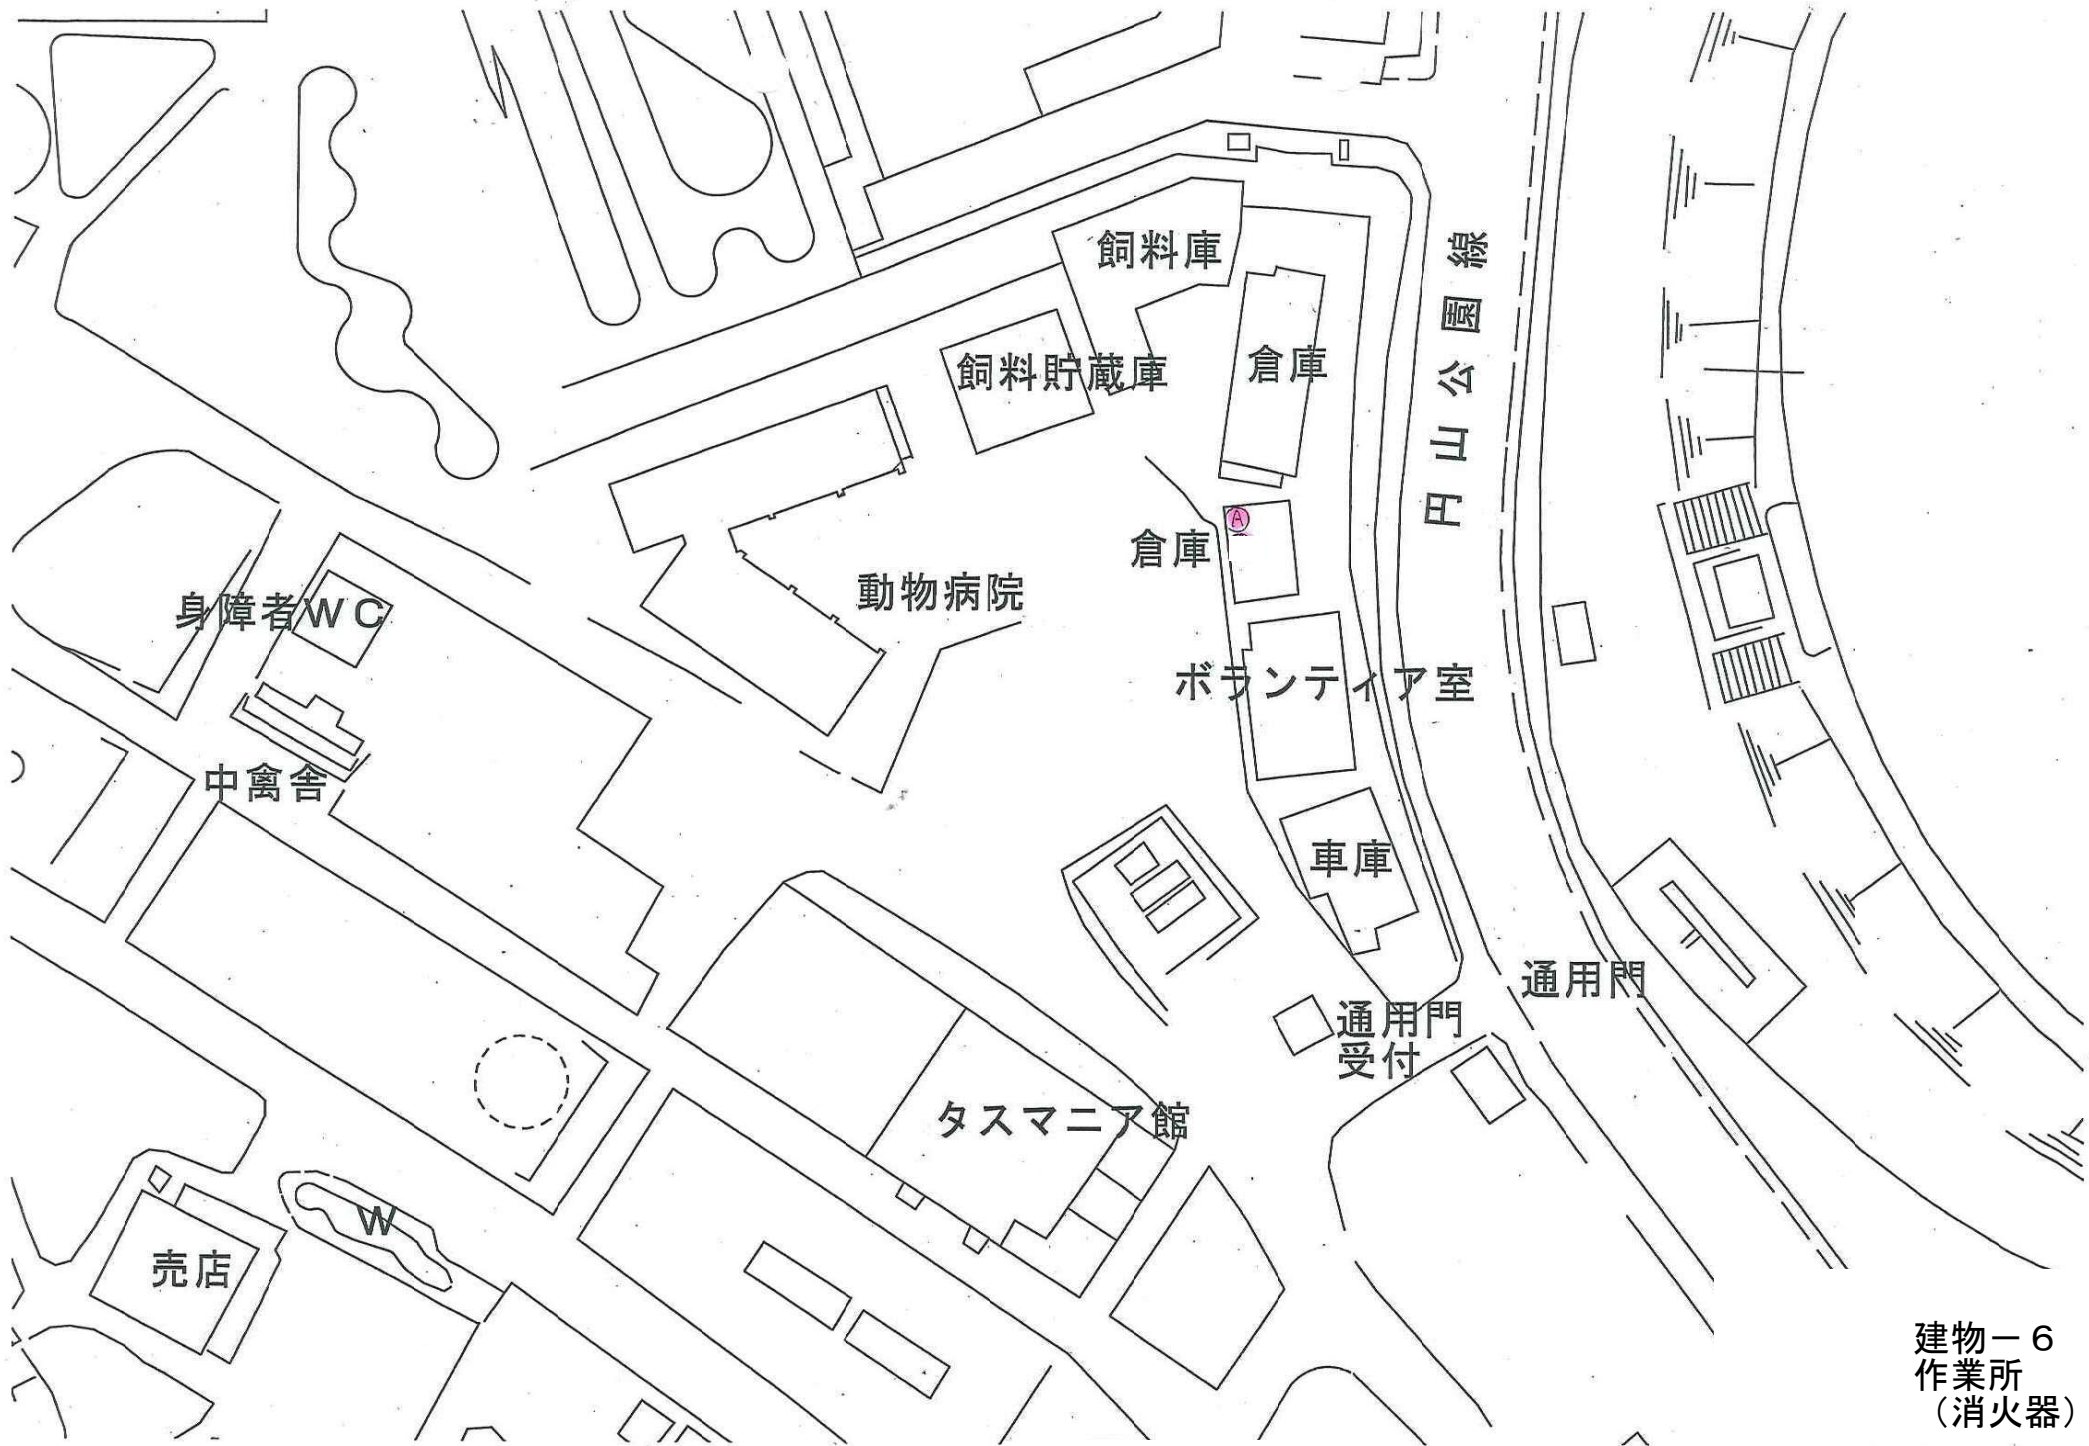 飼料庫
円山公園線
飼料貯蔵庫
倉庫
A
倉庫
動物病院
身障者WC
ボランティア室
中禽舎
車庫
通用門
通用門
受付
タスマニア館
W
売店
建物－６
作業所
（消火器）